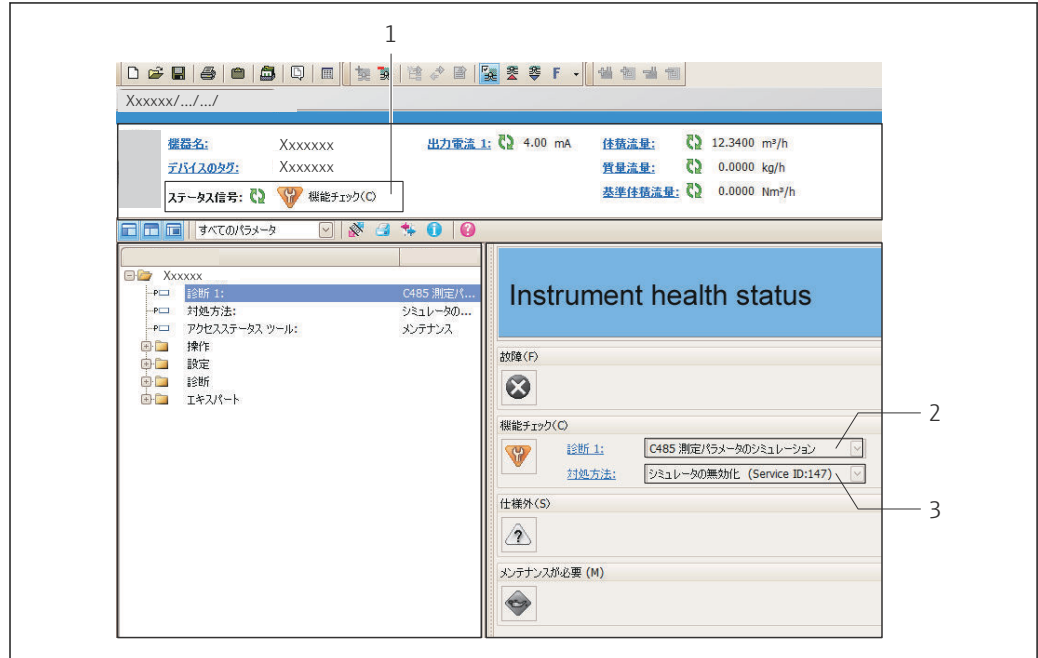 1
F
Xxxxxx/.../.../
機器名: Xxxxxxx 出力電流 1: 4.00 mA 体積流量: 12.3400 m³/h
デバイスのタグ: Xxxxxxx 質量流量: 0.0000 kg/h
ステータス信号: 機能チェック(C) 基準体積流量: 0.0000 Nm³/h
すべてのパラメータ
Xxxxxx
診断 1: C485 測定パ...
対処方法: シミュレータの...
アクセスステータス ツール: メンテナンス
操作
設定
診断
エキスパート
Instrument health status
故障(F)
機能チェック(C)
診断 1: C485 測定パラメータのシミュレーション
2
対処方法: シミュレータの無効化 (Service ID:147)
3
仕様外(S)
?
メンテナンスが必要 (M)